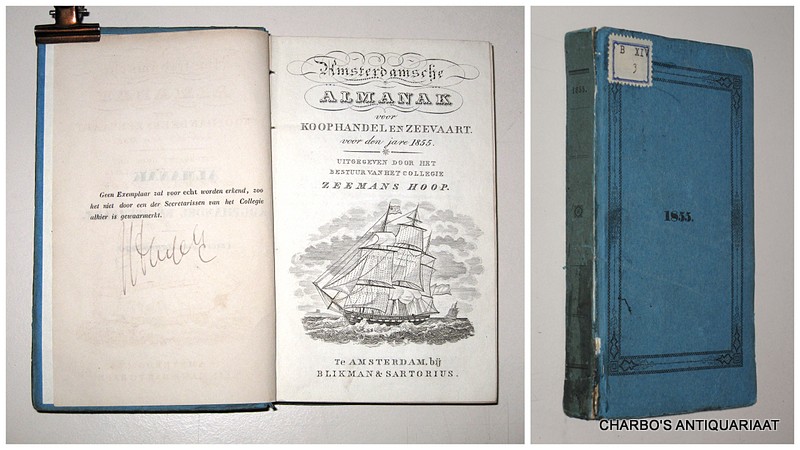 Geen Exemplaar zal voor echt worden erkend, zoo
het niet door een der Secretarissen van het Collegie
alhier is gewaarmerkt.
Amsterdamsche
ALMANAK
voor
KOOPHANDEL EN ZEEVAART.
voor den jare 1855.
UITGEGEVEN DOOR HET
BESTUUR VAN HET COLLEGIE
ZEEMANS HOOP.
Te AMSTERDAM, bij
BLIKMAN & SARTORIUS.
B XIV
3
1855.
1855.
CHARBO'S ANTIQUARIAAT